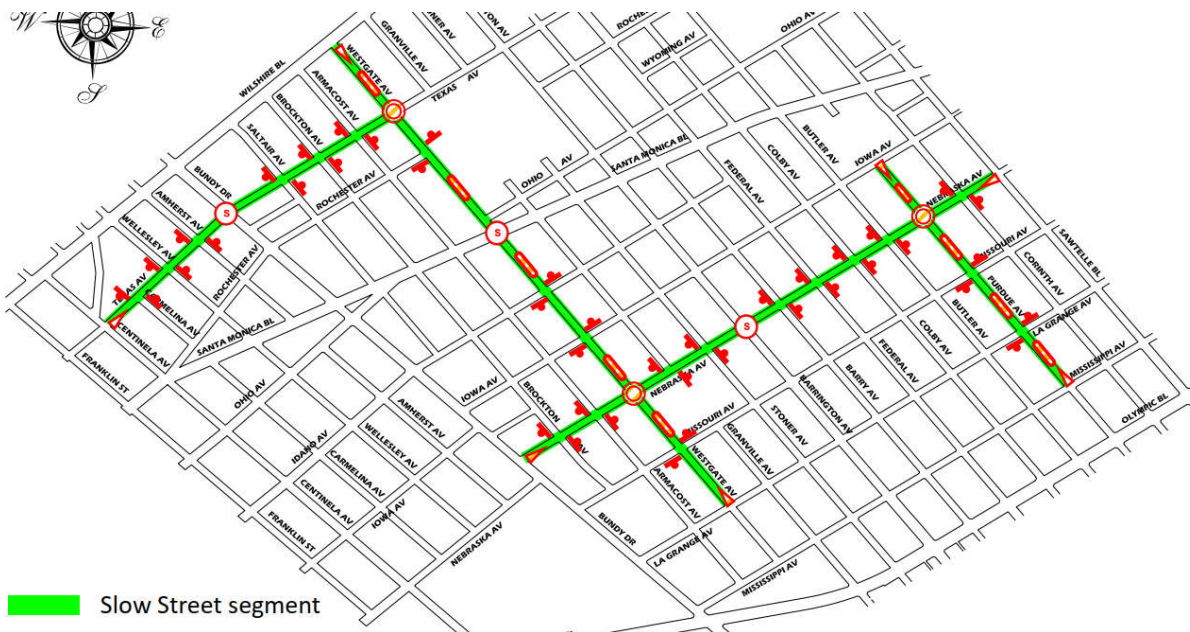 W
E
S
WILSHIRE BL
WESTGATE AV
GRANVILLE AV
TEXAS AV
ARMACOST AV
BROCKTON AV
SALTAIR AV
BUNDY DR
ROCHESTER AV
AMHERST AV
WELLESLEY AV
ROCHESTER AV
TEXAS AV
CARMELINA AV
CENTINELA AV
FRANKLIN ST
SANTA MONICA BL
OHIO AV
IDAHO AV
S
S
S
OHIO AV
SANTA MONICA BL
WYOMING AV
OHIO AV
FEDERAL AV
COLBY AV
BUTLER AV
IOWA AV
NEBRASKA AV
SAWTELLE BL
CORINTH AV
PURDUE AV
LA GRANGE AV
MISSISSIPPI AV
OLYMPIC BL
BUTLER AV
COLBY AV
FEDERAL AV
BARRY AV
BARRINGTON AV
STONER AV
GRANVILLE AV
WESTGATE AV
ARMACOST AV
NEBRASKA AV
BROCKTON AV
IOWA AV
AMHERST AV
WELLESLEY AV
CARMELINA AV
CENTINELA AV
FRANKLIN ST
IOWA AV
NEBRASKA AV
BUNDY DR
LA GRANGE AV
MISSISSIPPI AV
Slow Street segment